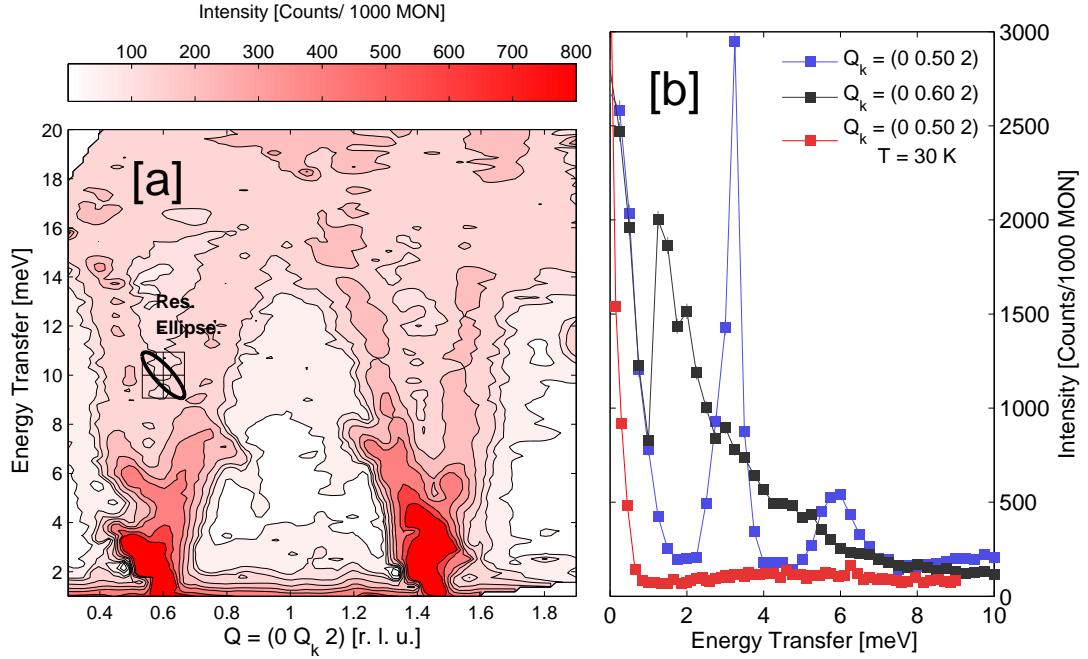 Intensity [Counts/ 1000 MON]
100 200 300 400 500 600 700 800
[a]
Res.
Ellipse.
20
18
16
14
12
10
8
6
4
2
Energy Transfer [meV]
0.4 0.6 0.8 1 1.2 1.4 1.6 1.8
Q = (0 Q_k 2) [r. l. u.]
[b]
Q_k = (0 0.50 2)
Q_k = (0 0.60 2)
Q_k = (0 0.50 2)
T = 30 K
3000
2500
2000
1500
1000
500
0
Intensity [Counts/1000 MON]
0 2 4 6 8 10
Energy Transfer [meV]